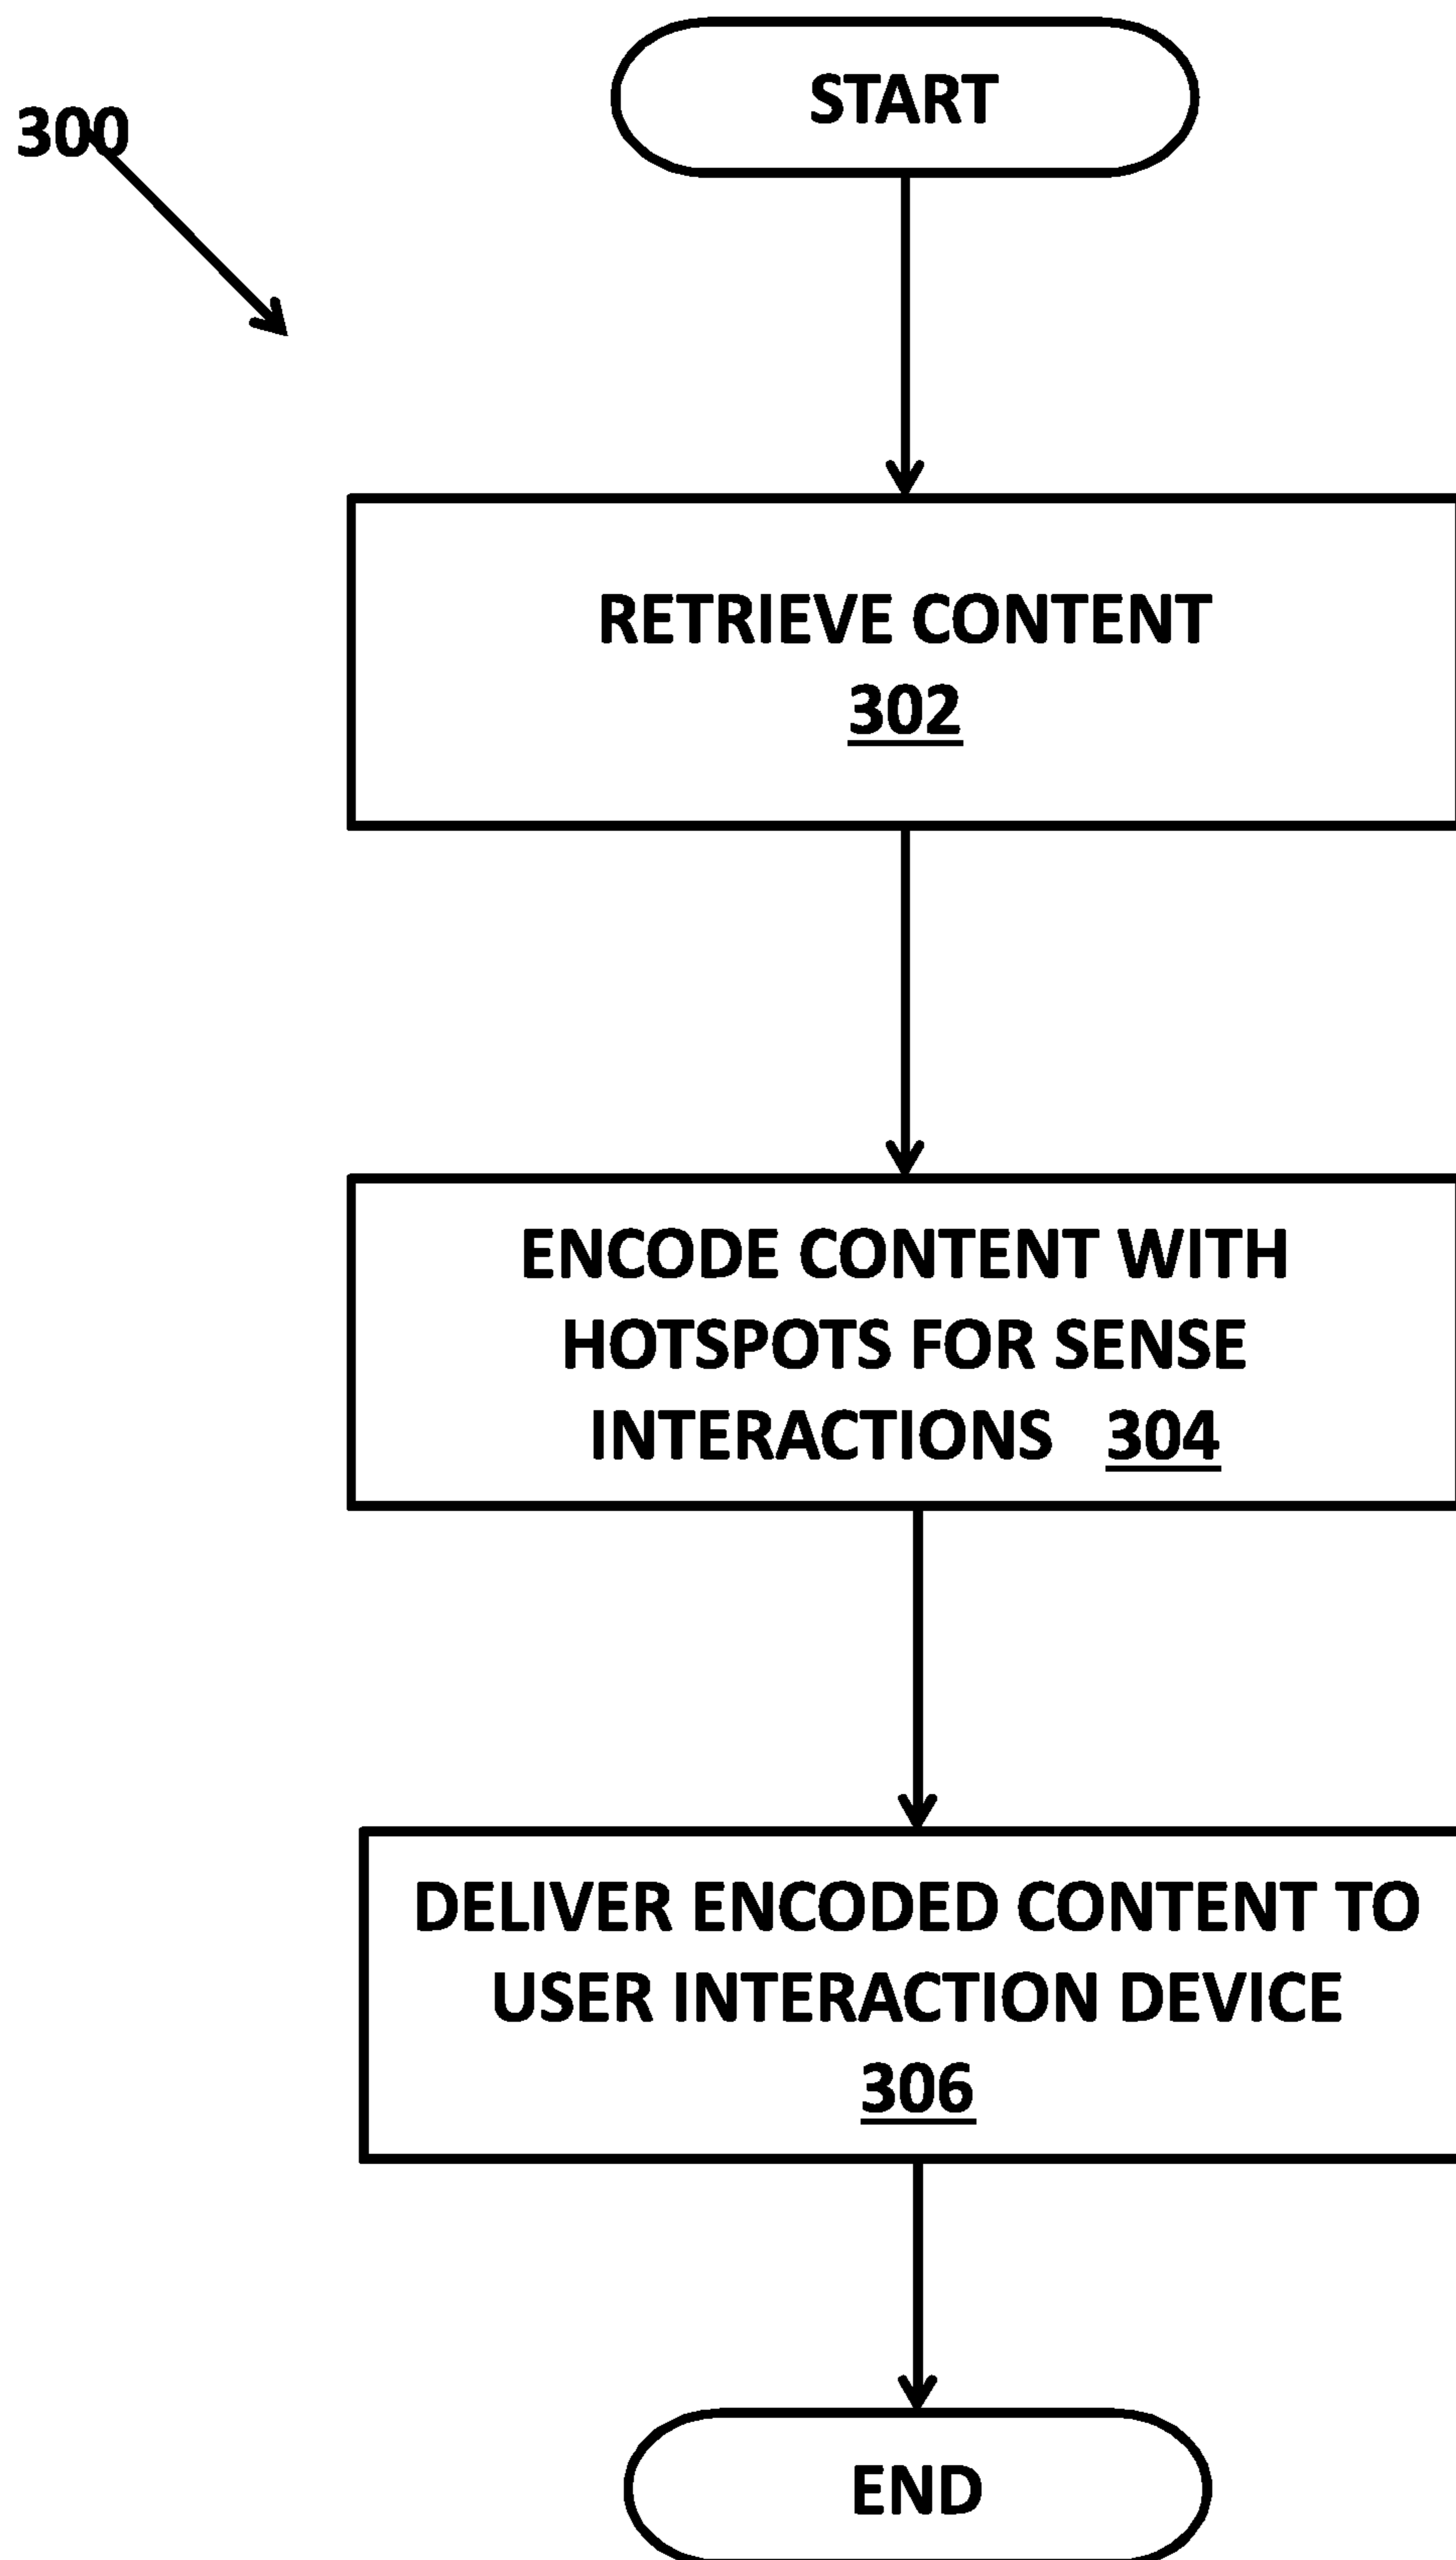 START
300
RETRIEVE CONTENT
302
ENCODE CONTENT WITH
HOTSPOTS FOR SENSE
INTERACTIONS 304
DELIVER ENCODED CONTENT TO
USER INTERACTION DEVICE
306
END